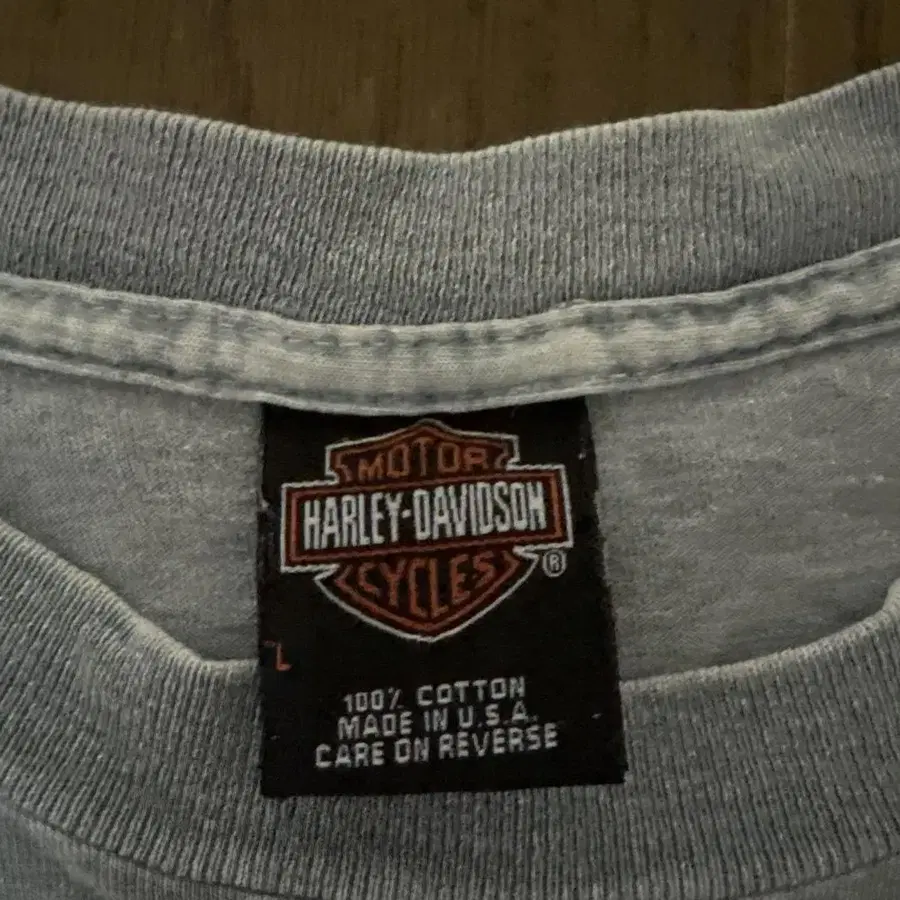 MOTOR
HARLEY-DAVIDSON
CYCLES
®
L
100% COTTON
MADE IN U.S.A.
CARE ON REVERSE